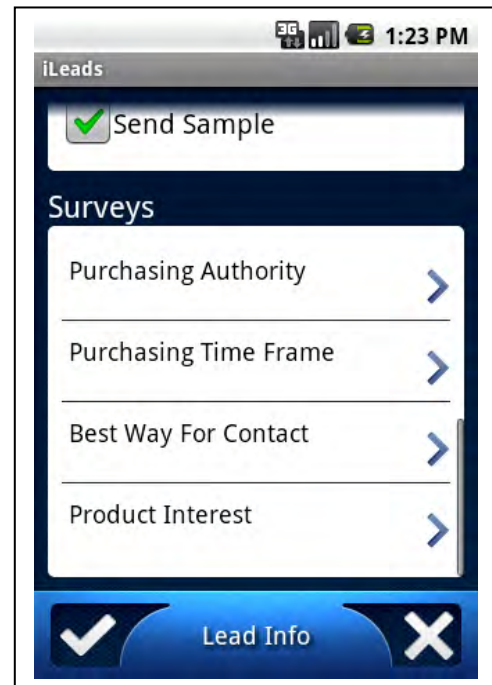 3G 1:23 PM
iLeads
Send Sample
Surveys
Purchasing Authority
Purchasing Time Frame
Best Way For Contact
Product Interest
Lead Info